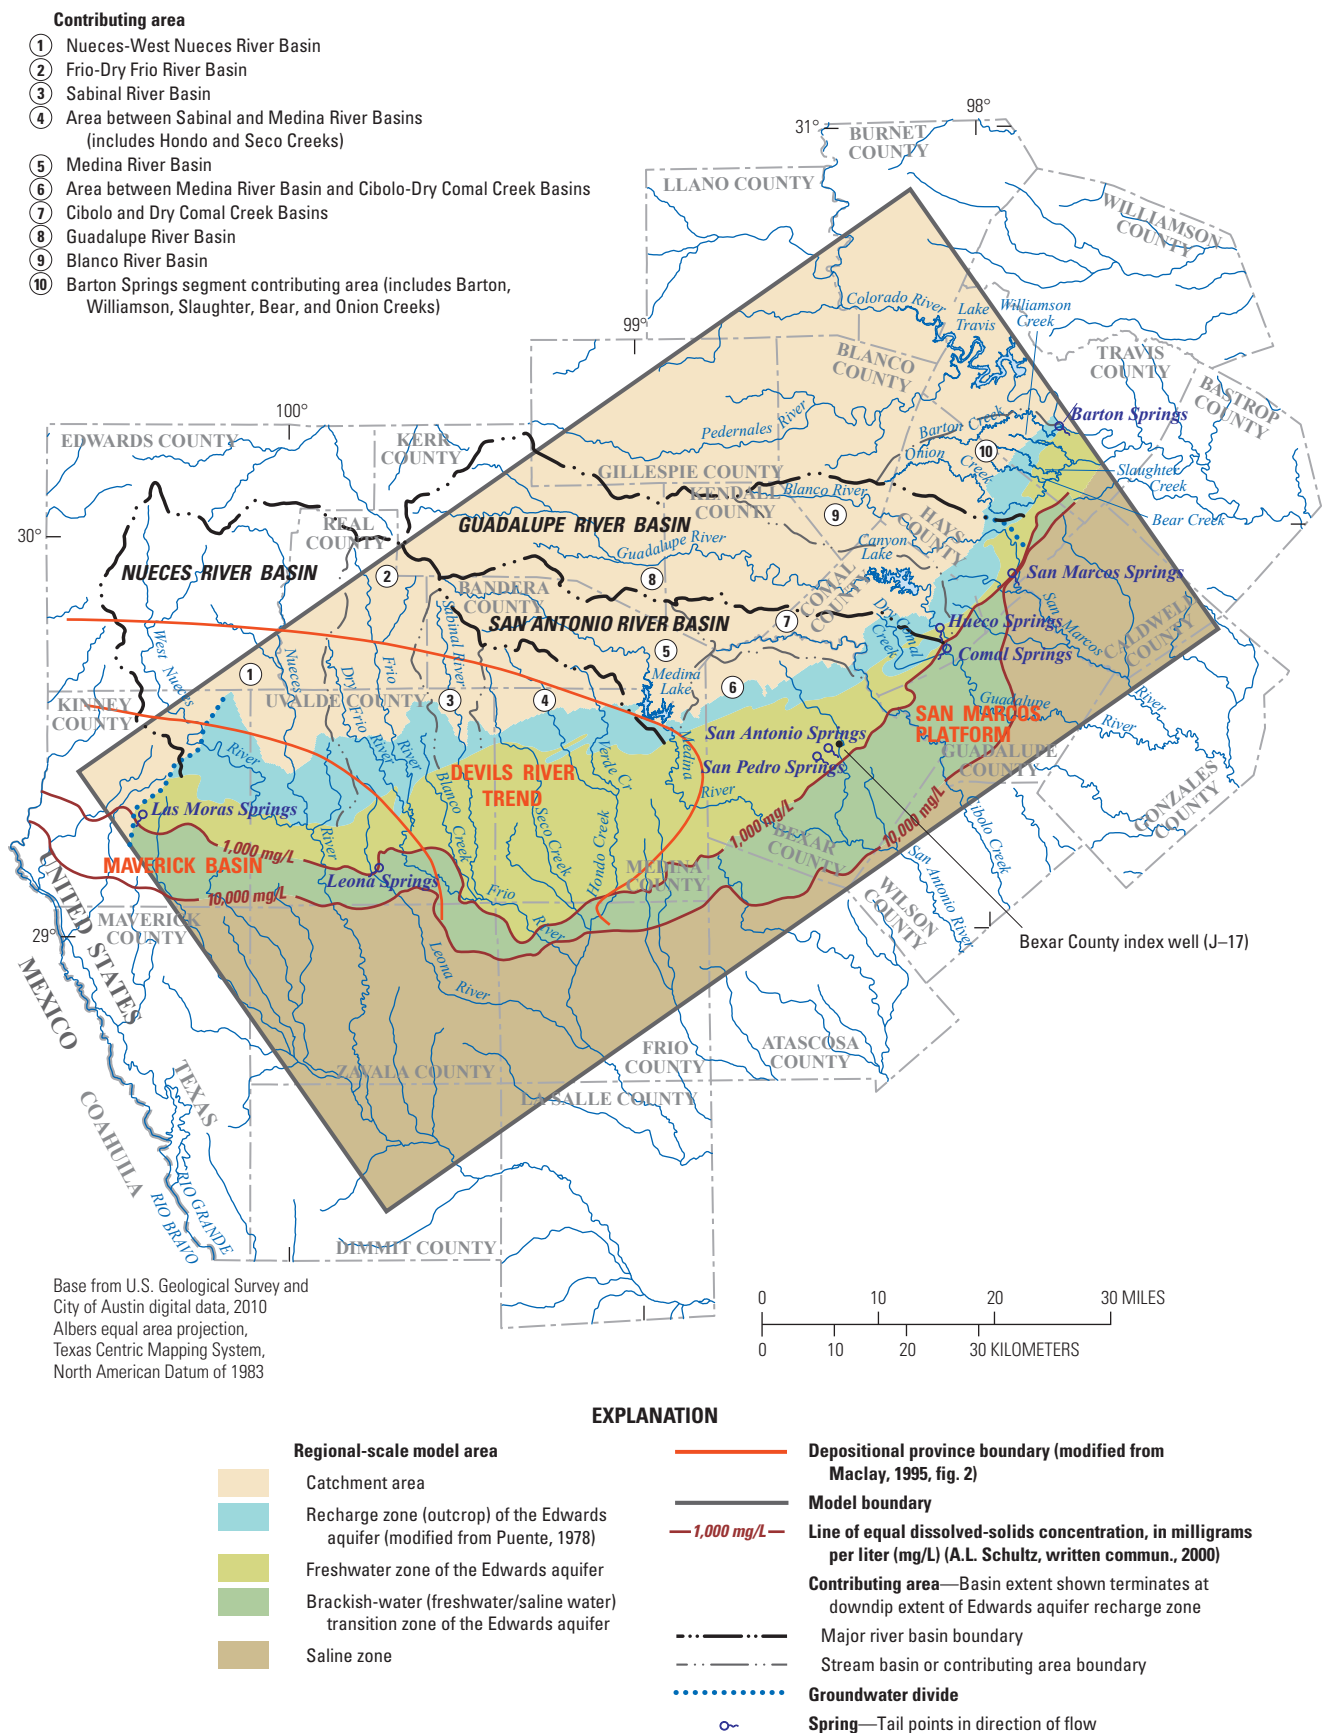 Contributing area
1 Nueces-West Nueces River Basin
2 Frio-Dry Frio River Basin
3 Sabinal River Basin
4 Area between Sabinal and Medina River Basins
(includes Hondo and Seco Creeks)
5 Medina River Basin
6 Area between Medina River Basin and Cibolo-Dry Comal Creek Basins
7 Cibolo and Dry Comal Creek Basins
8 Guadalupe River Basin
9 Blanco River Basin
10 Barton Springs segment contributing area (includes Barton,
Williamson, Slaughter, Bear, and Onion Creeks)
98°
31°
BURNET
COUNTY
LLANO COUNTY
WILLIAMSON
COUNTY
Colorado River
Lake
Travis
Williamson
Creek
99°
BLANCO
COUNTY
TRAVIS
COUNTY
BASTROP
COUNTY
100°
EDWARDS COUNTY
KERR
COUNTY
Pedernales River
Barton Creek
Barton Springs
Onion Creek
10
GILLESPIE COUNTY
Slaughter
Creek
KENDALL
COUNTY
Blanco River
9
Bear Creek
REAL
COUNTY
GUADALUPE RIVER BASIN
HAYS
COUNTY
30°
Guadalupe River
Canyon
Lake
NUECES RIVER BASIN
2
8
BANDERA
COUNTY
San Marcos Springs
COMAL
COUNTY
Sabinal River
SAN ANTONIO RIVER BASIN
7
Dry Comal
Creek
Hueco Springs
San Marcos
River
CALDWELL
COUNTY
West Nueces
River
5
Comal Springs
1
Nueces
River
Dry Frio
River
Frio
River
Medina
Lake
6
KINNEY
COUNTY
UVALDE COUNTY
3
4
Guadalupe
River
SAN MARCOS
PLATFORM
San Antonio Springs
GUADALUPE
COUNTY
San Pedro Springs
Medina
River
Verde Cr
DEVILS RIVER
TREND
Blanco
Creek
Seco Creek
Hondo Creek
Las Moras Springs
1,000 mg/L
1,000 mg/L
10,000 mg/L
GONZALES
COUNTY
Cibolo Creek
BEXAR
COUNTY
MAVERICK BASIN
Leona Springs
10,000 mg/L
MEDINA
COUNTY
Frio
River
San
Antonio River
WILSON
COUNTY
MAVERICK
COUNTY
29°
UNITED STATES
MEXICO
Leona
River
Bexar County index well (J–17)
FRIO
COUNTY
ATASCOSA
COUNTY
ZAVALA COUNTY
LA SALLE COUNTY
TEXAS
COAHUILA
RIO GRANDE
RIO BRAVO
DIMMIT COUNTY
Base from U.S. Geological Survey and
City of Austin digital data, 2010
Albers equal area projection,
Texas Centric Mapping System,
North American Datum of 1983
0 10 20 30 MILES
0 10 20 30 KILOMETERS
EXPLANATION
Regional-scale model area
Catchment area
Recharge zone (outcrop) of the Edwards
aquifer (modified from Puente, 1978)
Freshwater zone of the Edwards aquifer
Brackish-water (freshwater/saline water)
transition zone of the Edwards aquifer
Saline zone
Depositional province boundary (modified from
Maclay, 1995, fig. 2)
Model boundary
1,000 mg/L Line of equal dissolved-solids concentration, in milligrams
per liter (mg/L) (A.L. Schultz, written commun., 2000)
Contributing area—Basin extent shown terminates at
downdip extent of Edwards aquifer recharge zone
Major river basin boundary
Stream basin or contributing area boundary
Groundwater divide
Spring—Tail points in direction of flow